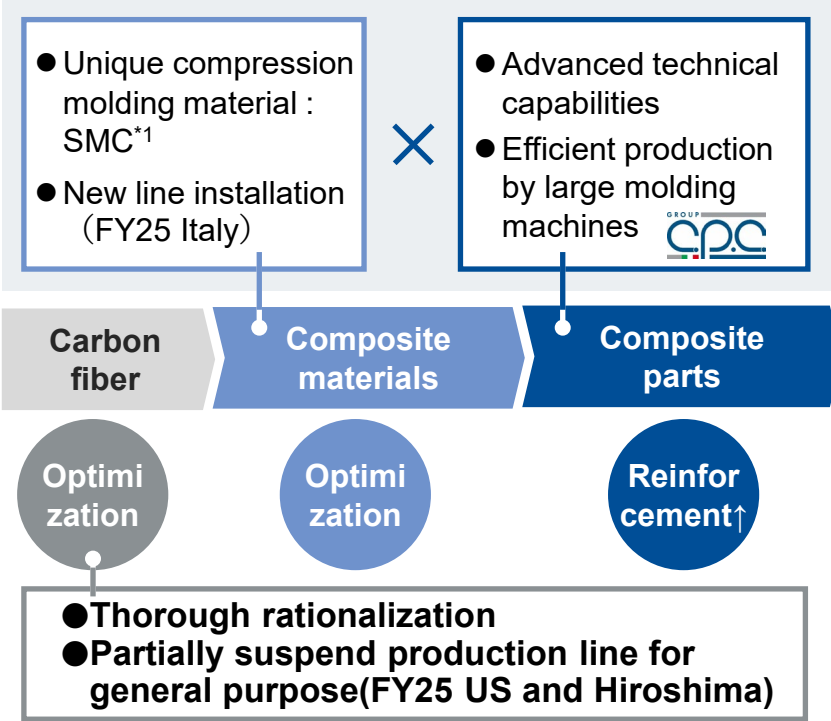 ● Unique compression
molding material :
SMC*1
● New line installation
（FY25 Italy）
×
● Advanced technical
capabilities
● Efficient production
by large molding
machines
GROUP
c.p.c.
Carbon
fiber
Composite
materials
Composite
parts
Optimi
zation
Optimi
zation
Reinfor
cement↑
●Thorough rationalization
●Partially suspend production line for
general purpose(FY25 US and Hiroshima)